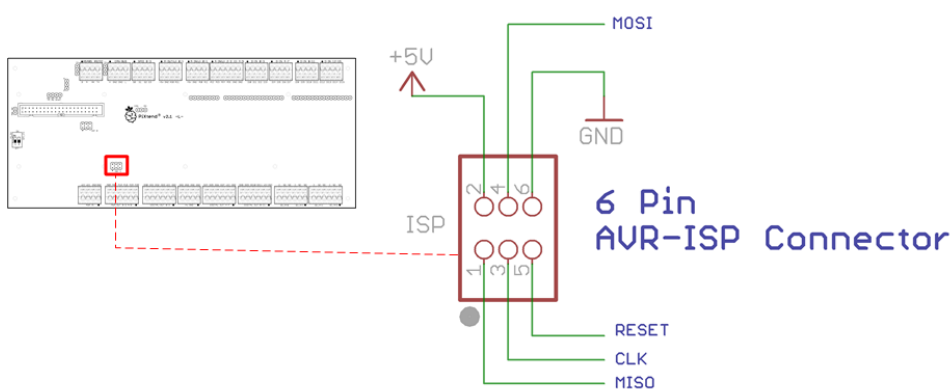 MOSI
+5V
GND
2 4 6
ISP
6 Pin
AVR-ISP Connector
1 3 5
RESET
CLK
MISO